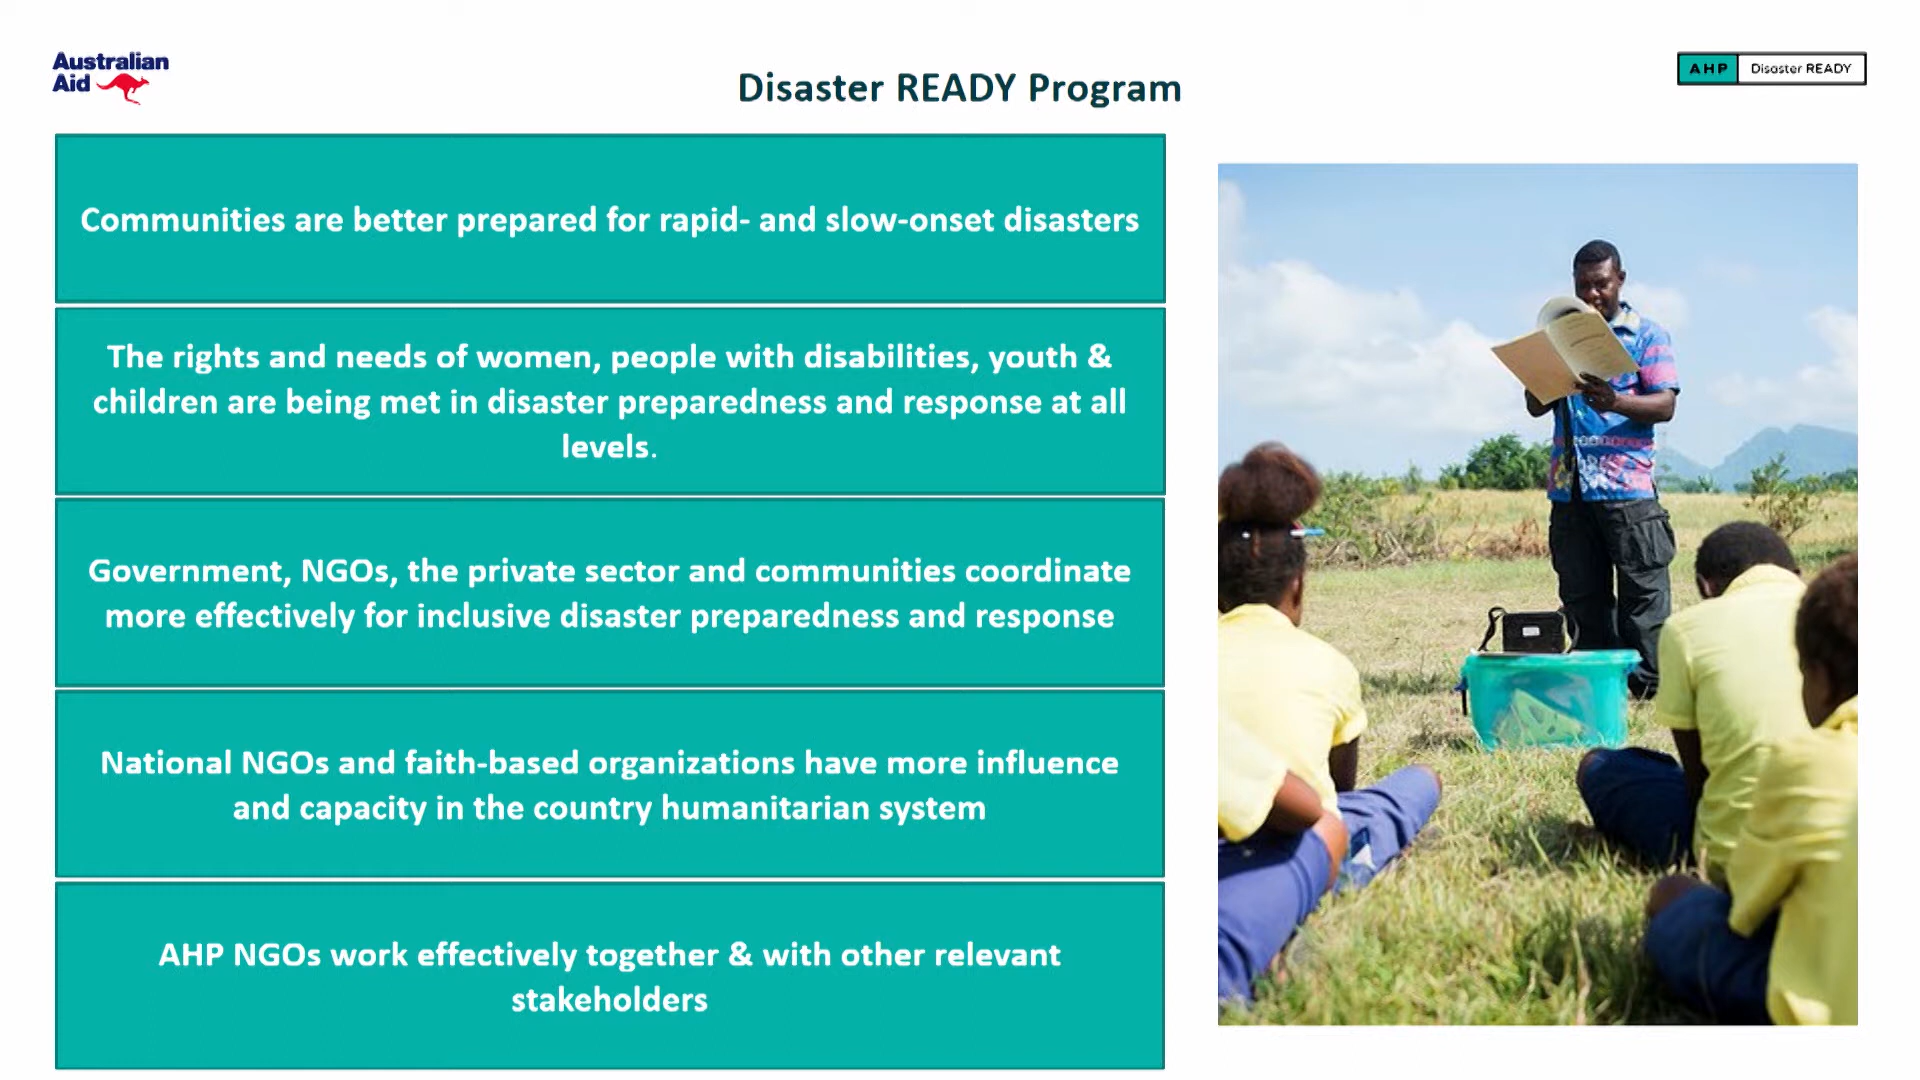 Australian
Aid
Disaster READY Program
AHP Disaster READY
Communities are better prepared for rapid- and slow-onset disasters
The rights and needs of women, people with disabilities, youth &
children are being met in disaster preparedness and response at all
levels.
Government, NGOs, the private sector and communities coordinate
more effectively for inclusive disaster preparedness and response
National NGOs and faith-based organizations have more influence
and capacity in the country humanitarian system
AHP NGOs work effectively together & with other relevant
stakeholders